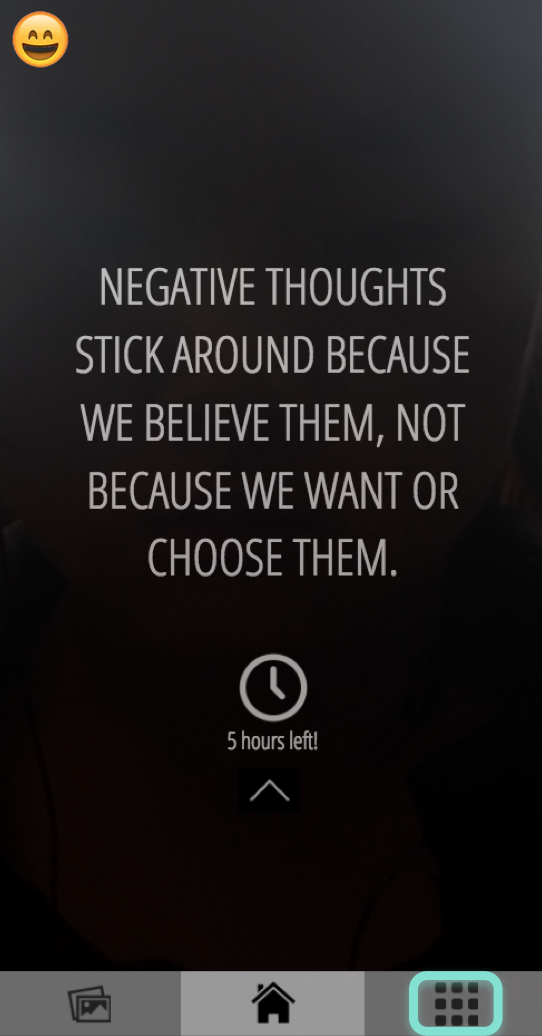 NEGATIVE THOUGHTS
STICK AROUND BECAUSE
WE BELIEVE THEM, NOT
BECAUSE WE WANT OR
CHOOSE THEM.
5 hours left!